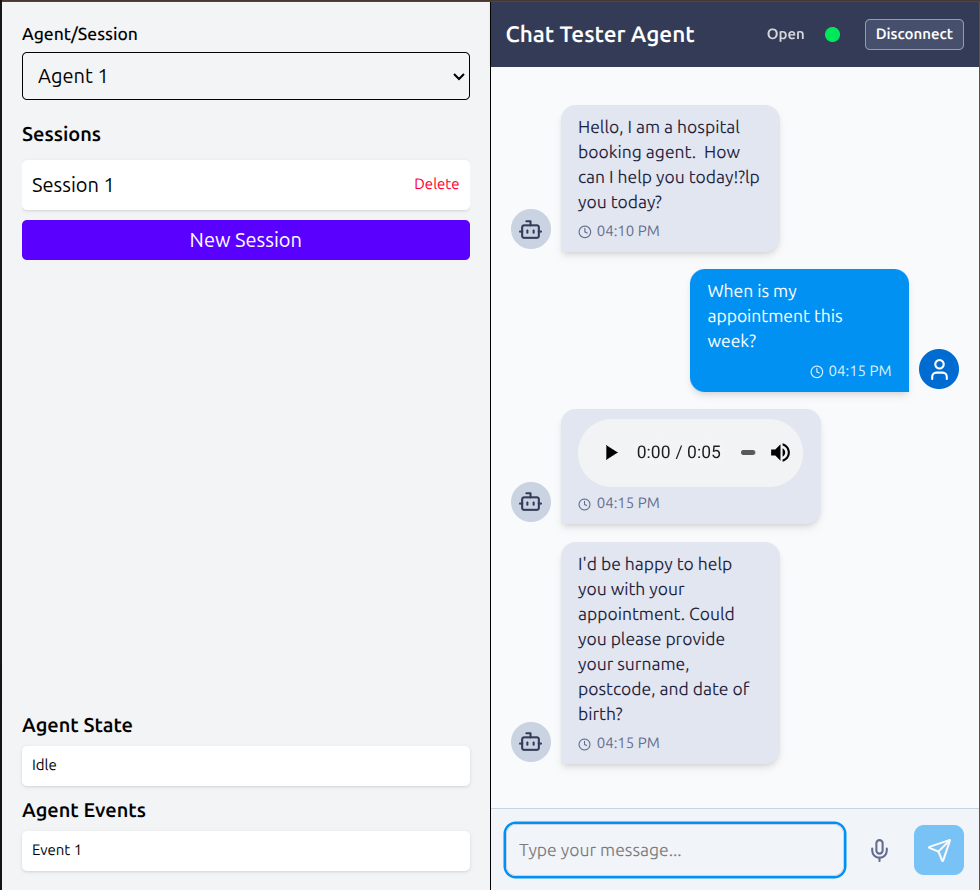 Agent/Session
Agent 1
Sessions
Session 1 Delete
New Session
Agent State
Idle
Agent Events
Event 1
Chat Tester Agent Open Disconnect
Hello, I am a hospital
booking agent.  How
can I help you today!?lp
you today?
04:10 PM
When is my
appointment this
week?
04:15 PM
0:00 / 0:05
04:15 PM
I'd be happy to help
you with your
appointment. Could
you please provide
your surname,
postcode, and date of
birth?
04:15 PM
Type your message...